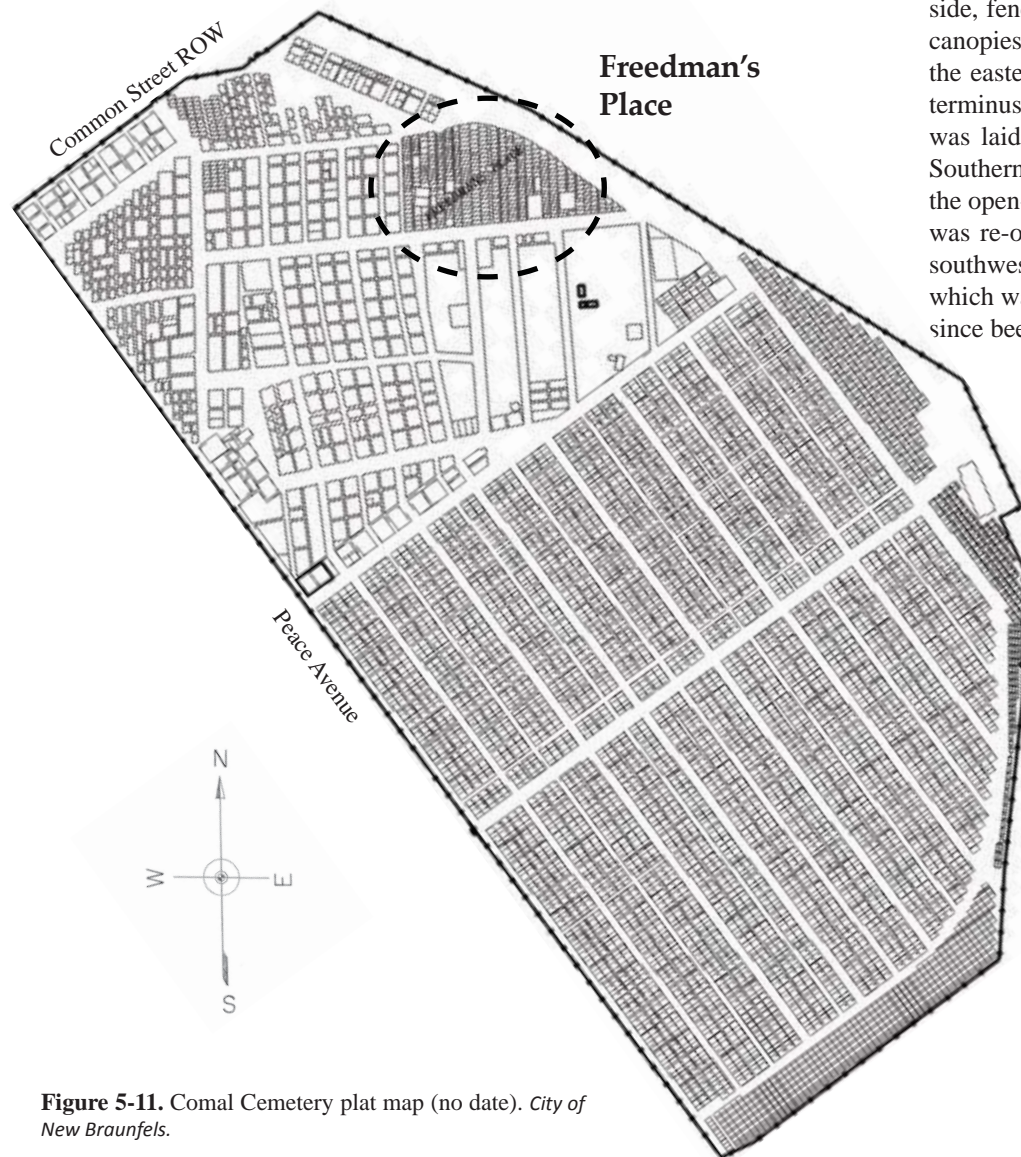 side, fen
canopies
the easte
terminus
was laid
Southern
the open
was re-o
southwes
which wa
since bee
Common Street ROW
Freedman's
Place
Peace Avenue
N
W
E
S
Figure 5-11. Comal Cemetery plat map (no date). City of
New Braunfels.